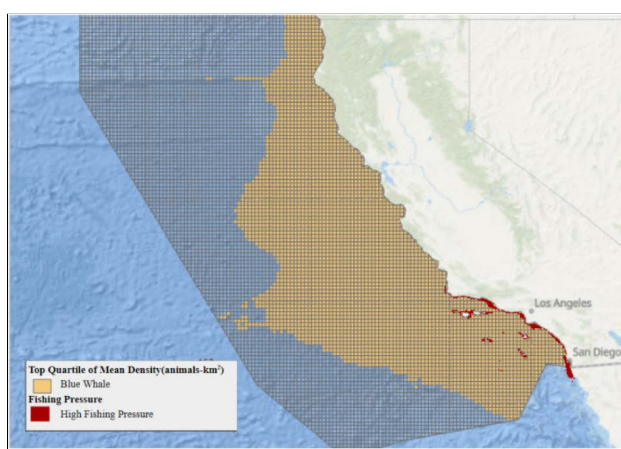 Los Angeles
San Diego
Top Quartile of Mean Density(animals-km²)
Blue Whale
Fishing Pressure
High Fishing Pressure